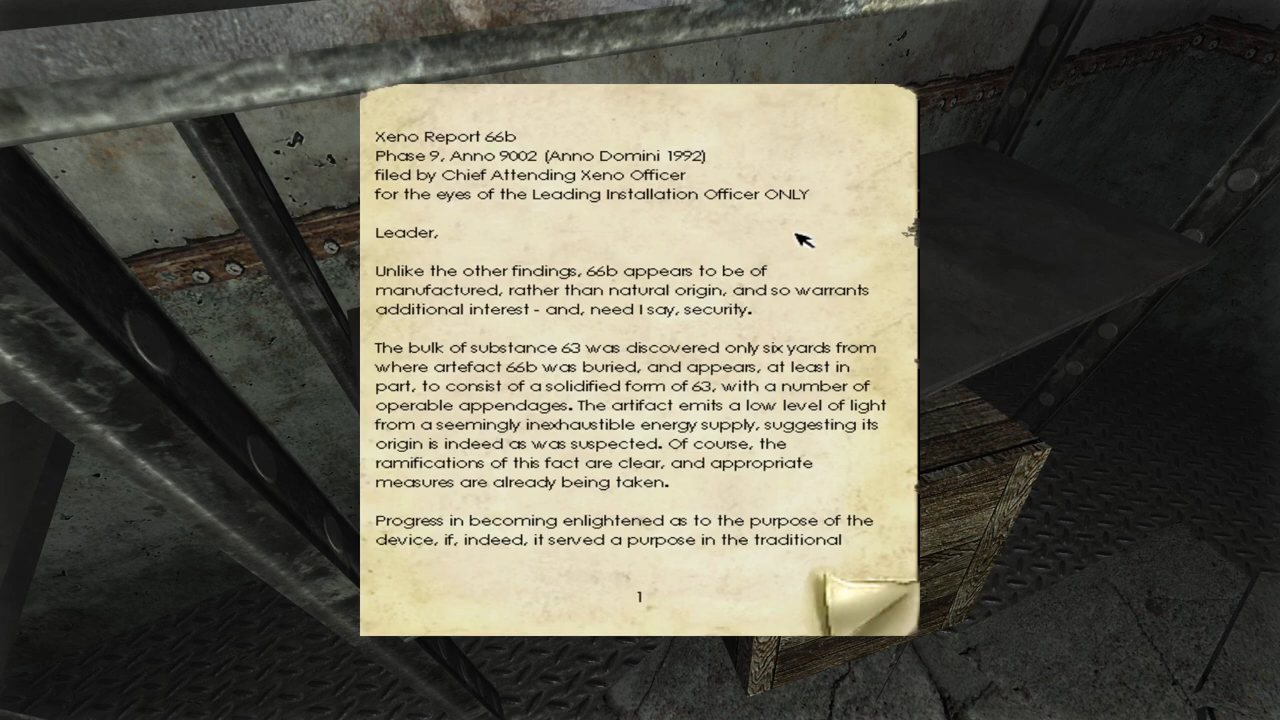 Xeno Report 66b
Phase 9, Anno 9002 (Anno Domini 1992)
filed by Chief Attending Xeno Officer
for the eyes of the Leading Installation Officer ONLY
Leader,
Unlike the other findings, 66b appears to be of
manufactured, rather than natural origin, and so warrants
additional interest - and, need I say, security.
The bulk of substance 63 was discovered only six yards from
where artefact 66b was buried, and appears, at least in
part, to consist of a solidified form of 63, with a number of
operable appendages. The artifact emits a low level of light
from a seemingly inexhaustible energy supply, suggesting its
origin is indeed as was suspected. Of course, the
ramifications of this fact are clear, and appropriate
measures are already being taken.
Progress in becoming enlightened as to the purpose of the
device, if, indeed, it served a purpose in the traditional
1